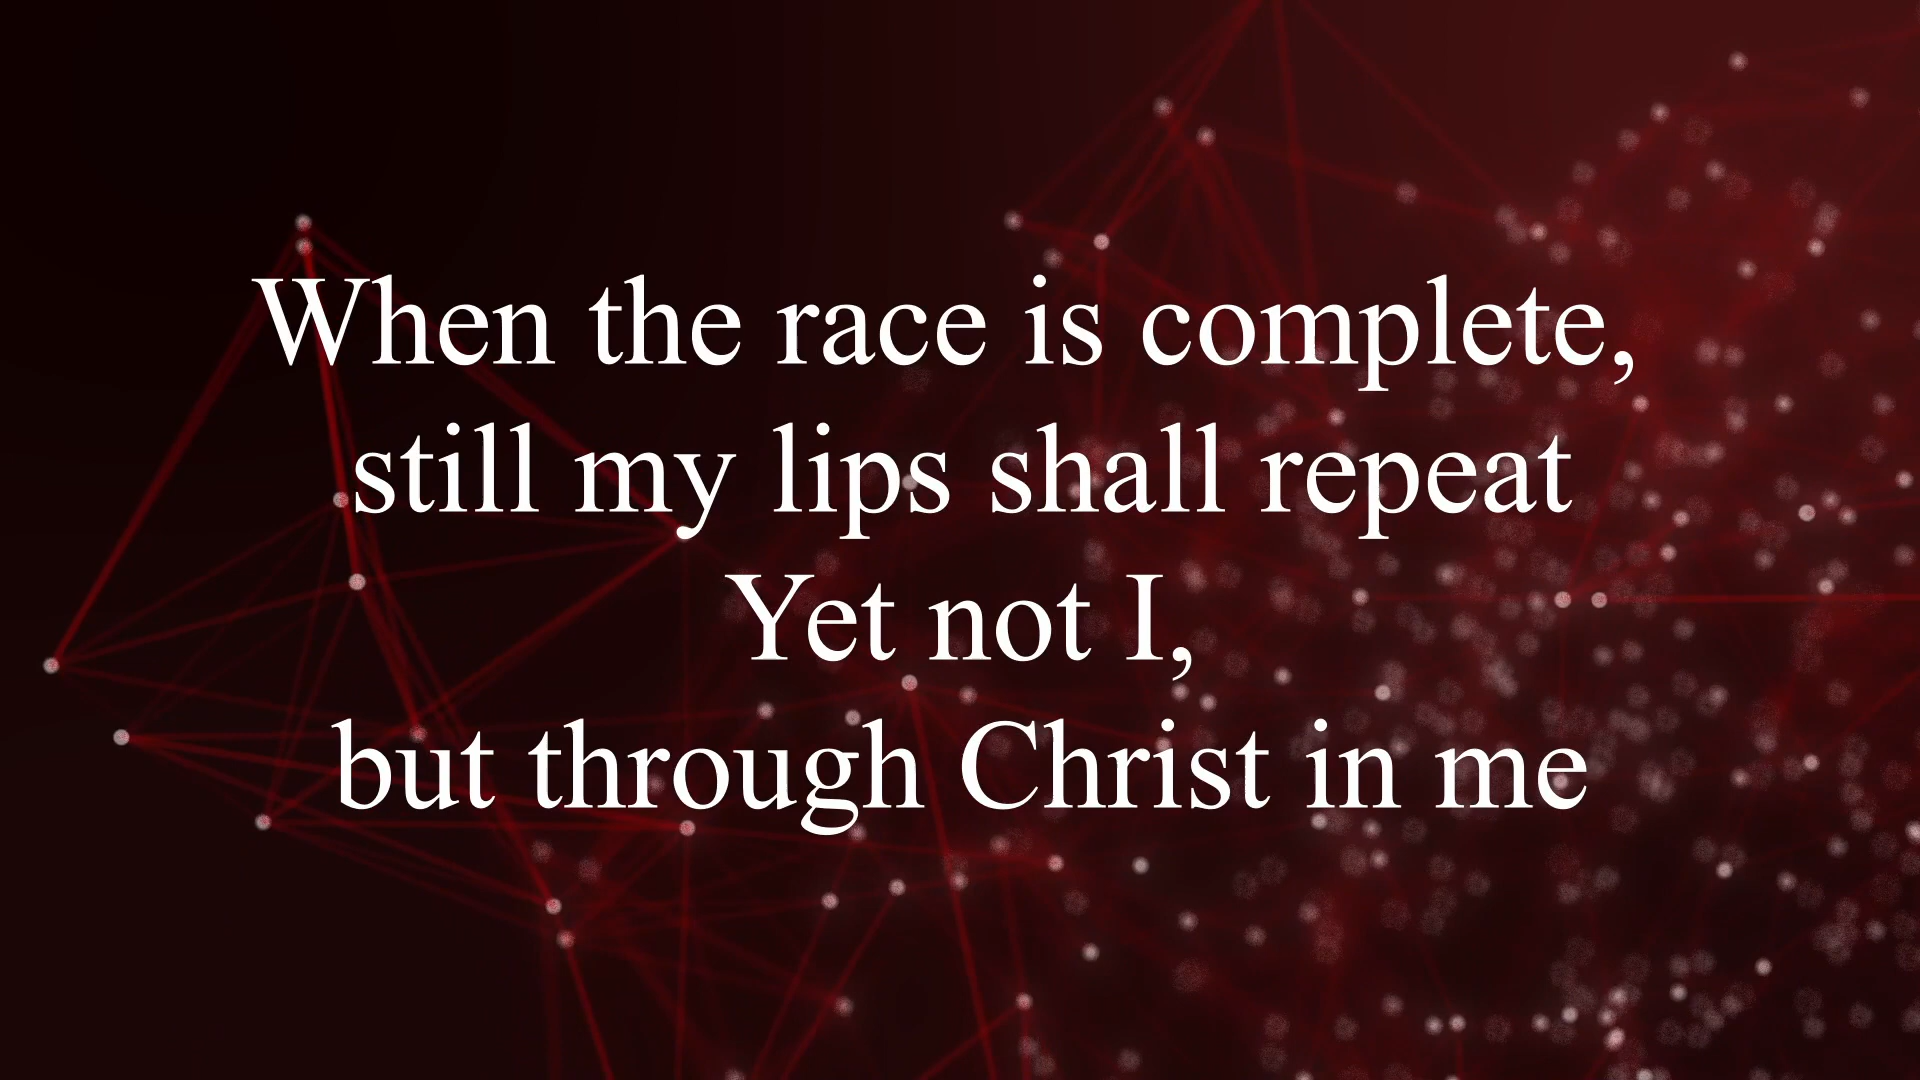 When the race is complete,
still my lips shall repeat
Yet not I,
but through Christ in me